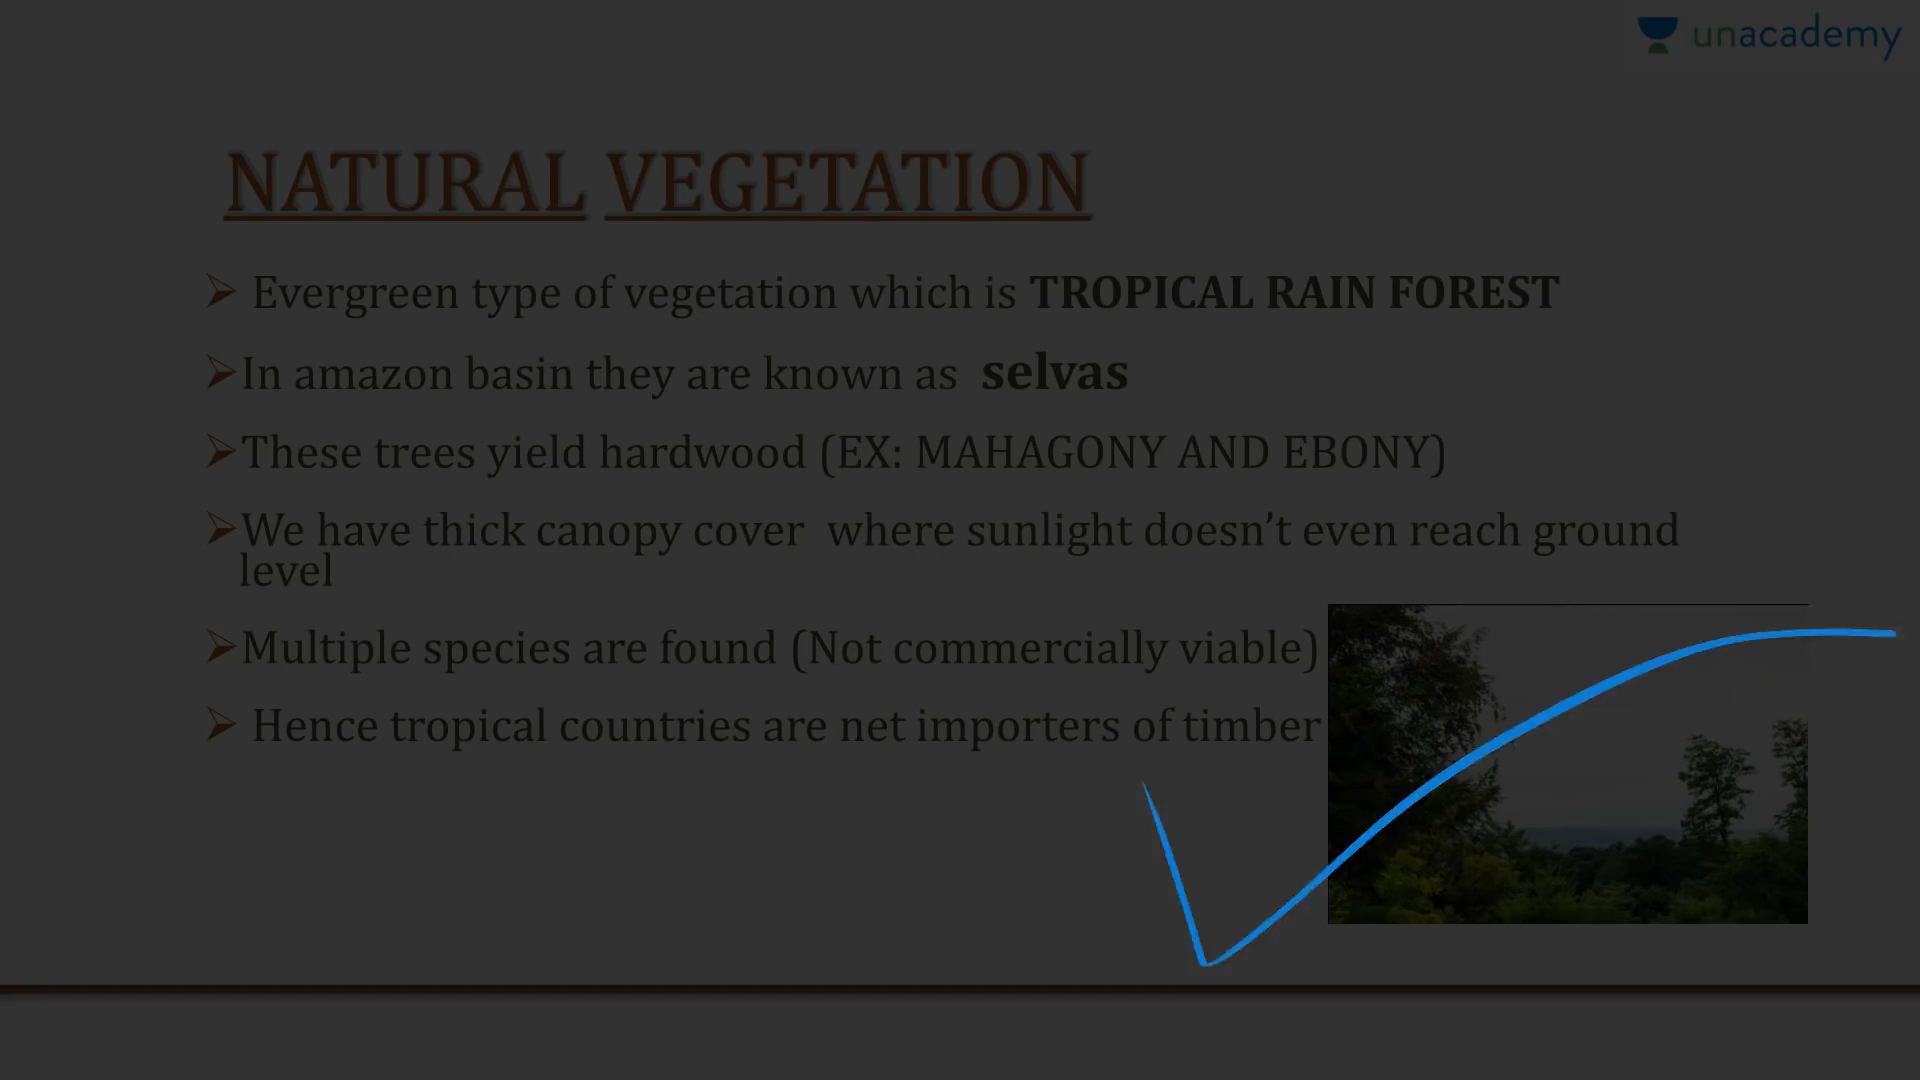 unacademy
NATURAL VEGETATION
Evergreen type of vegetation which is TROPICAL RAIN FOREST
In amazon basin they are known as selvas
These trees yield hardwood (EX: MAHAGONY AND EBONY)
We have thick canopy cover where sunlight doesn’t even reach ground
level
Multiple species are found (Not commercially viable)
Hence tropical countries are net importers of timber